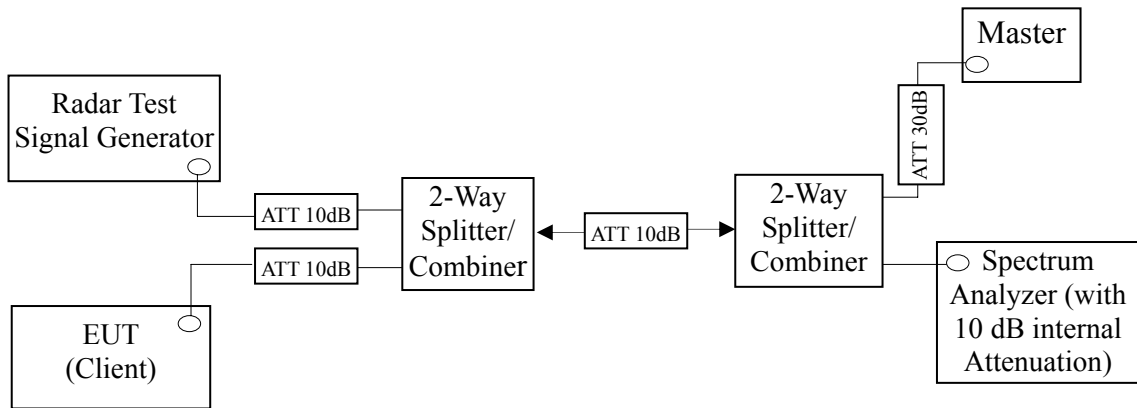 Radar Test
Signal Generator
ATT 10dB
ATT 10dB
EUT
(Client)
2-Way
Splitter/
Combiner
ATT 10dB
2-Way
Splitter/
Combiner
ATT 30dB
Master
Spectrum
Analyzer (with
10 dB internal
Attenuation)